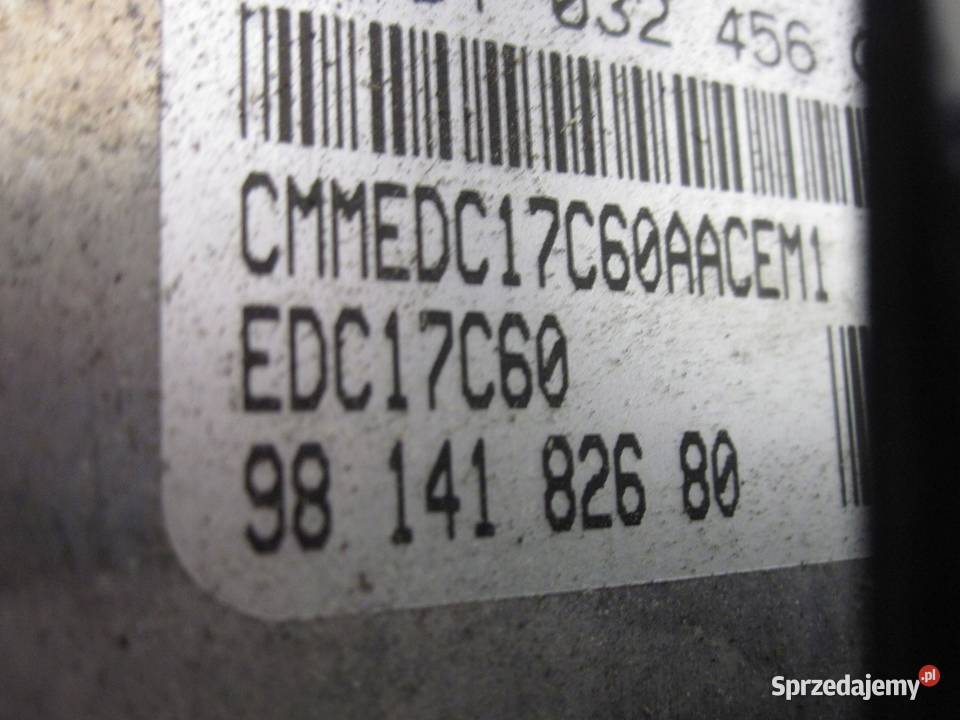 032 456
CMMEDC17C60AACEM1
EDC17C60
98 141 826 80
Sprzedajemy.pl